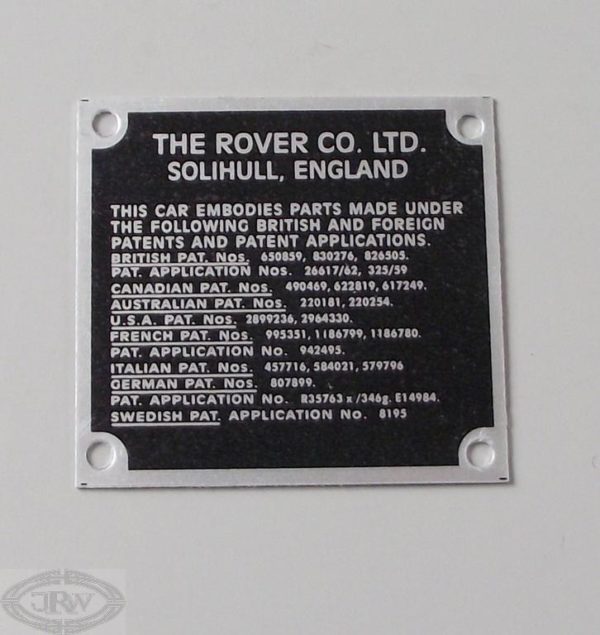 THE ROVER CO. LTD.
SOLIHULL, ENGLAND
THIS CAR EMBODIES PARTS MADE UNDER
THE FOLLOWING BRITISH AND FOREIGN
PATENTS AND PATENT APPLICATIONS.
BRITISH PAT. NOS. 650859, 830276, 826505.
PAT. APPLICATION NOS. 26617/62, 325/59
CANADIAN PAT. NOS. 490469, 622819, 617249.
AUSTRALIAN PAT. NOS. 220181, 220254.
U.S.A. PAT. NOS. 2899236, 2964330.
FRENCH PAT. NOS. 995351, 1186799, 1186780.
PAT. APPLICATION NO. 942495.
ITALIAN PAT. NOS. 457716, 584021, 579796
GERMAN PAT. NOS. 807899.
PAT. APPLICATION NO. R35763 x /346g. E14984.
SWEDISH PAT. APPLICATION NO. 8195
JRW